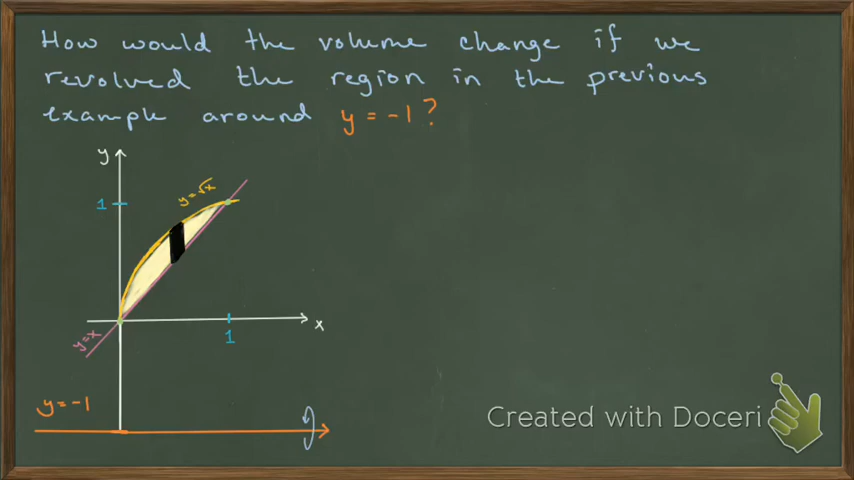 How would the volume change if we
revolved the region in the previous
example around y = -1?
y
y=√x
1
x
1
y=x
y=-1
Created with Doceri